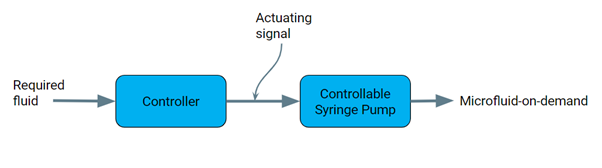 Actuating
signal
Required
fluid
Controller
Controllable
Syringe Pump
Microfluid-on-demand